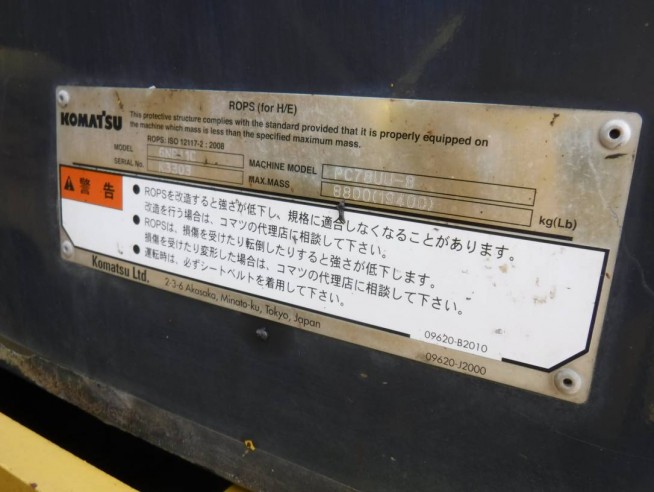 ROPS (for H/E)
KOMATSU
This protective structure complies with the standard provided that it is properly equipped on
the machine which mass is less than the specified maximum mass.
ROPS: ISO 12117-2 : 2008
MODEL
MACHINE MODEL PC78UU-8
SERIAL No.
MAX.MASS 8800(19400) kg(Lb)
警告
● ROPSを改造すると強さが低下し、規格に適合しなくなることがあります。
改造を行う場合は、コマツの代理店に相談して下さい。
● ROPSは、損傷を受けたり転倒したりすると強さが低下します。
損傷を受けたり変形した場合は、コマツの代理店に相談して下さい。
● 運転時は、必ずシートベルトを着用して下さい。
Komatsu Ltd.
2-3-6 Akasaka, Minato-ku, Tokyo, Japan
09620-B2010
09620-J2000